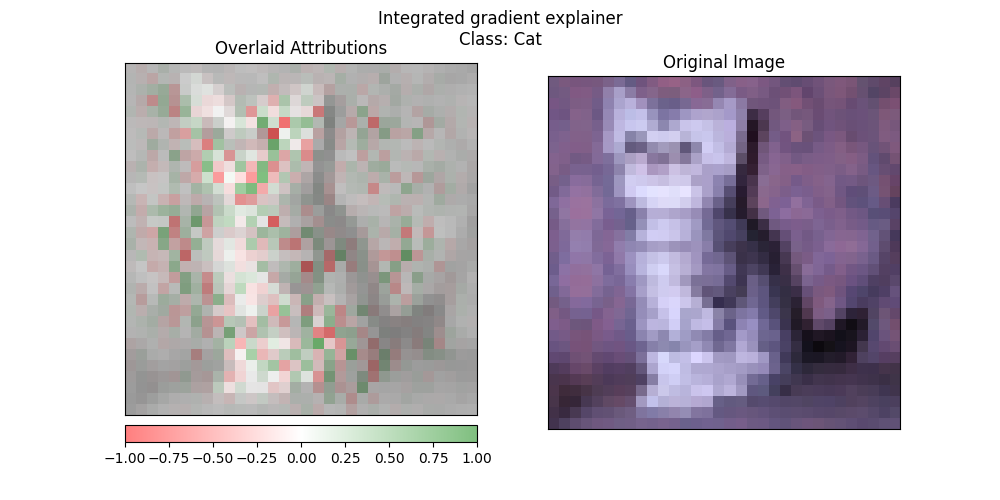 Integrated gradient explainer
Class: Cat
Overlaid Attributions
Original Image
−1.00 −0.75 −0.50 −0.25 0.00 0.25 0.50 0.75 1.00